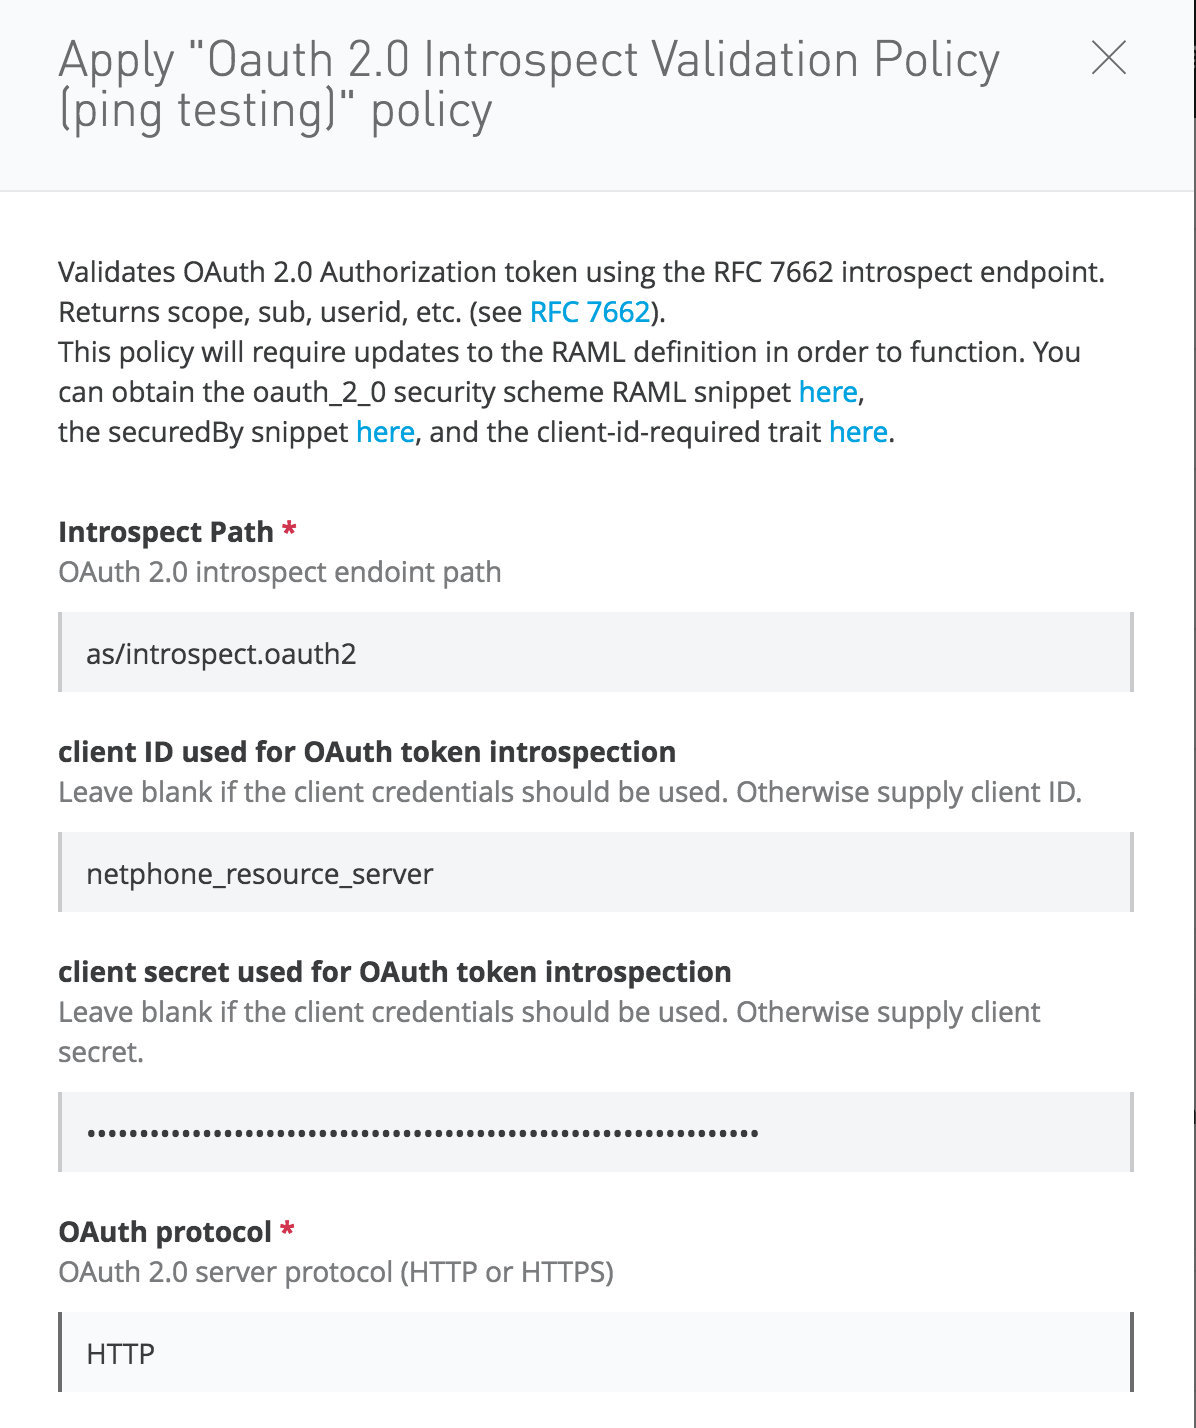 Apply "Oauth 2.0 Introspect Validation Policy
(ping testing)" policy
Validates OAuth 2.0 Authorization token using the RFC 7662 introspect endpoint.
Returns scope, sub, userid, etc. (see RFC 7662).
This policy will require updates to the RAML definition in order to function. You
can obtain the oauth_2_0 security scheme RAML snippet here,
the securedBy snippet here, and the client-id-required trait here.
Introspect Path *
OAuth 2.0 introspect endoint path
as/introspect.oauth2
client ID used for OAuth token introspection
Leave blank if the client credentials should be used. Otherwise supply client ID.
netphone_resource_server
client secret used for OAuth token introspection
Leave blank if the client credentials should be used. Otherwise supply client
secret.
OAuth protocol *
OAuth 2.0 server protocol (HTTP or HTTPS)
HTTP